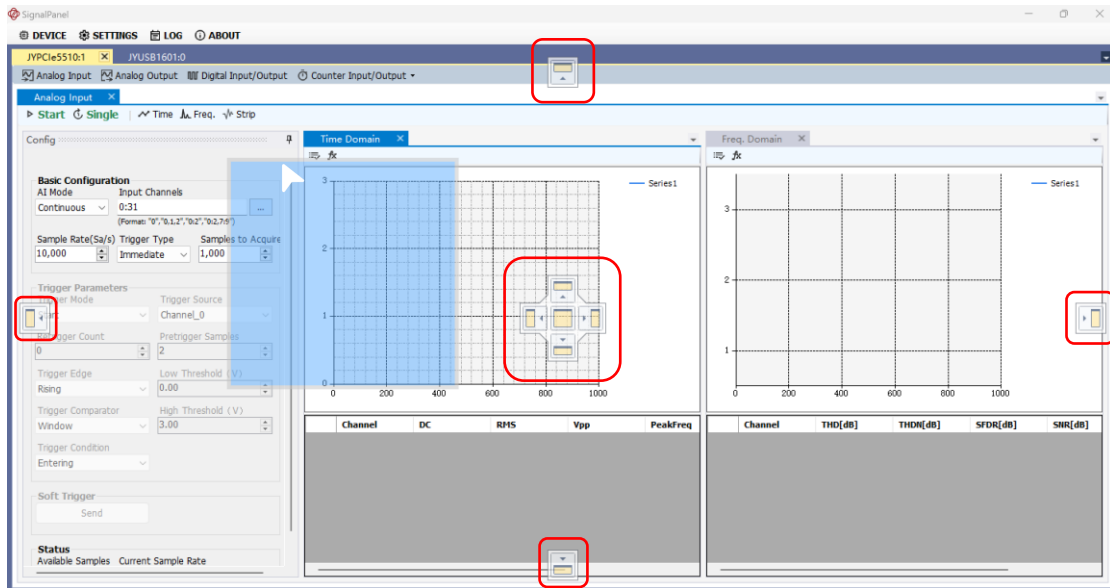 SignalPanel
DEVICE SETTINGS LOG ABOUT
JYPCIe5510:1 JYUSB1601:0
Analog Input Analog Output Digital Input/Output Counter Input/Output
Analog Input
Start Single Time Freq. Strip
Config
Time Domain
Freq. Domain
fx
fx
Basic Configuration
AI Mode Input Channels
Continuous 0:31 ...
(Format: "0","0,1,2","0:2","0:2,7:9")
Sample Rate(Sa/s) Trigger Type Samples to Acquire
10,000 Immediate 1,000
Trigger Parameters
Trigger Mode Trigger Source
Channel_0
Retrigger Count Pretrigger Samples
0 2
Trigger Edge Low Threshold (V)
Rising 0.00
Trigger Comparator High Threshold (V)
Window 3.00
Trigger Condition
Entering
Soft Trigger
Send
Status
Available Samples Current Sample Rate
3
2
1
0
0 200 400 600 800 1000
Series1
Channel DC RMS Vpp PeakFreq
3
2
1
0 200 400 600 800 1000
Series1
Channel THD[dB] THDN[dB] SFDR[dB] SNR[dB]